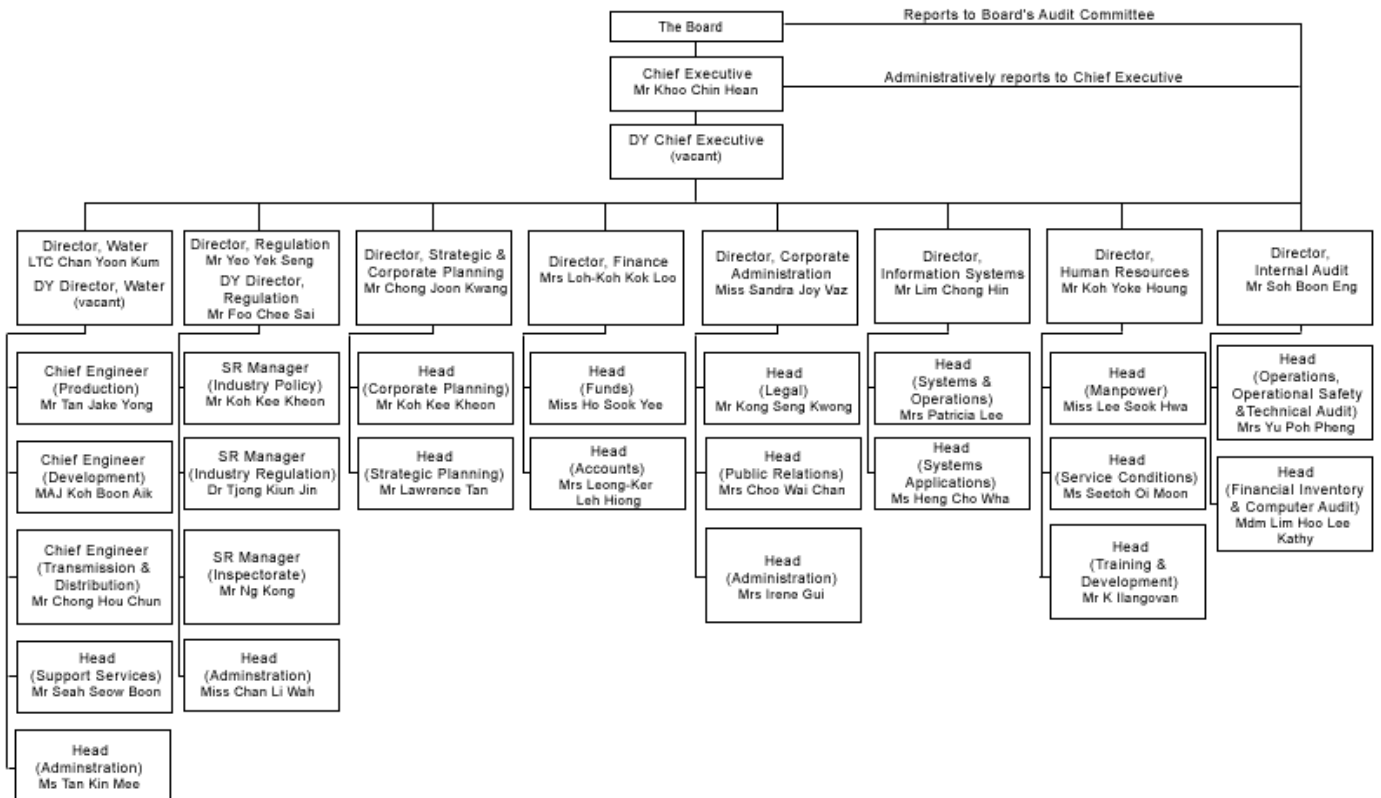 Reports to Board's Audit Committee
The Board
Chief Executive
Mr Khoo Chin Hean
Administratively reports to Chief Executive
DY Chief Executive
(vacant)
Director, Water
LTC Chan Yoon Kum
DY Director, Water
(vacant)
Director, Regulation
Mr Yeo Yek Seng
DY Director,
Regulation
Mr Foo Chee Sai
Director, Strategic &
Corporate Planning
Mr Chong Joon Kwang
Director, Finance
Mrs Loh-Koh Kok Loo
Director, Corporate
Administration
Miss Sandra Joy Vaz
Director,
Information Systems
Mr Lim Chong Hin
Director,
Human Resources
Mr Koh Yoke Houng
Director,
Internal Audit
Mr Soh Boon Eng
Chief Engineer
(Production)
Mr Tan Jake Yong
Chief Engineer
(Development)
MAJ Koh Boon Aik
Chief Engineer
(Transmission &
Distribution)
Mr Chong Hou Chun
Head
(Support Services)
Mr Seah Seow Boon
Head
(Adminstration)
Ms Tan Kin Mee
SR Manager
(Industry Policy)
Mr Koh Kee Kheon
SR Manager
(Industry Regulation)
Dr Tjong Kiun Jin
SR Manager
(Inspectorate)
Mr Ng Kong
Head
(Adminstration)
Miss Chan Li Wah
Head
(Corporate Planning)
Mr Koh Kee Kheon
Head
(Strategic Planning)
Mr Lawrence Tan
Head
(Funds)
Miss Ho Sook Yee
Head
(Accounts)
Mrs Leong-Ker
Leh Hiong
Head
(Legal)
Mr Kong Seng Kwong
Head
(Public Relations)
Mrs Choo Wai Chan
Head
(Administration)
Mrs Irene Gui
Head
(Systems &
Operations)
Mrs Patricia Lee
Head
(Systems
Applications)
Ms Heng Cho Wha
Head
(Manpower)
Miss Lee Seok Hwa
Head
(Service Conditions)
Ms Seetoh Oi Moon
Head
(Training &
Development)
Mr K Ilangovan
Head
(Operations,
Operational Safety
&Technical Audit)
Mrs Yu Poh Pheng
Head
(Financial Inventory
& Computer Audit)
Mdm Lim Hoo Lee
Kathy